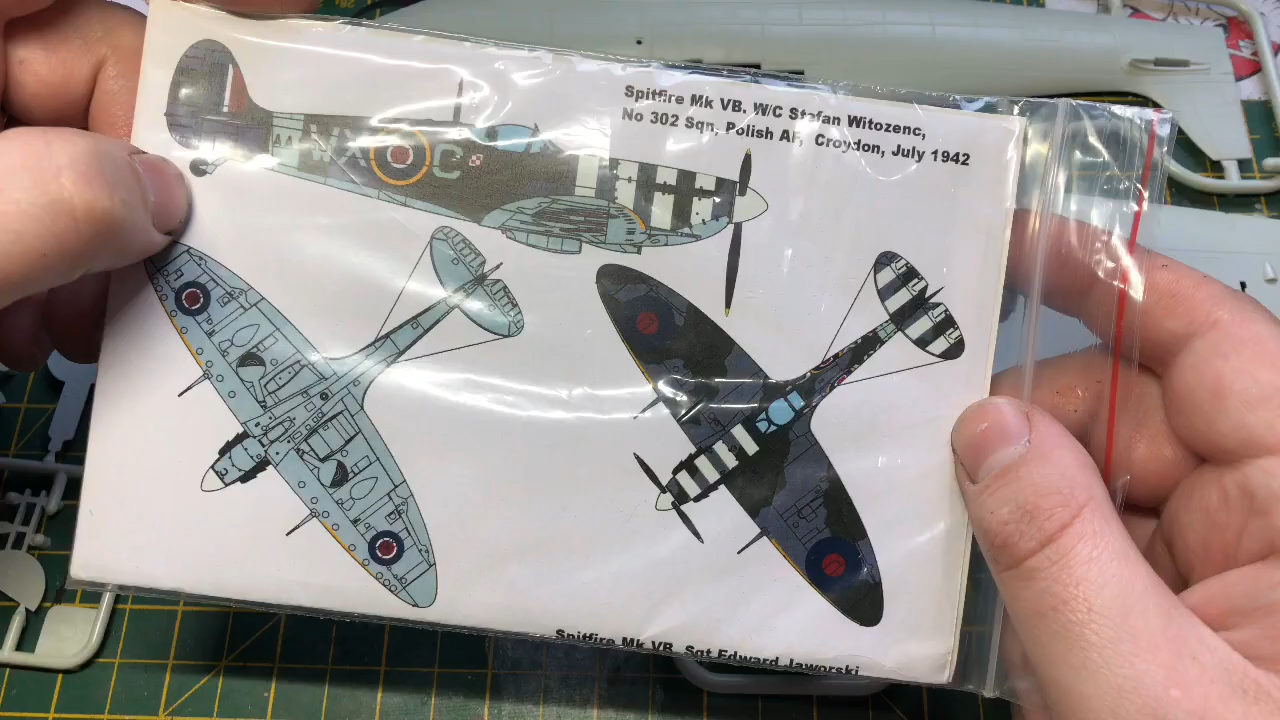 Spitfire Mk VB. W/C Stefan Witozenc,
No 302 Sqn, Polish AF, Croydon, July 1942
WX C
Spitfire Mk VB. Sgt Edward Jaworski